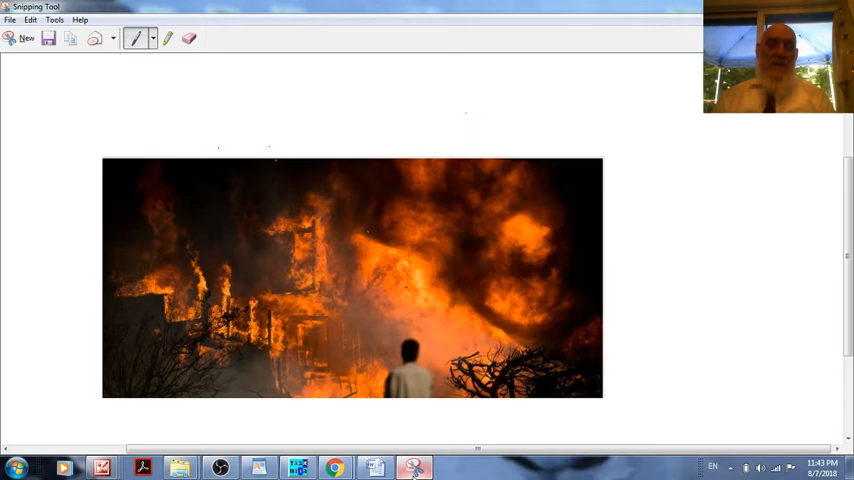 Snipping Tool
File Edit Tools Help
New
EN
11:43 PM
8/7/2018